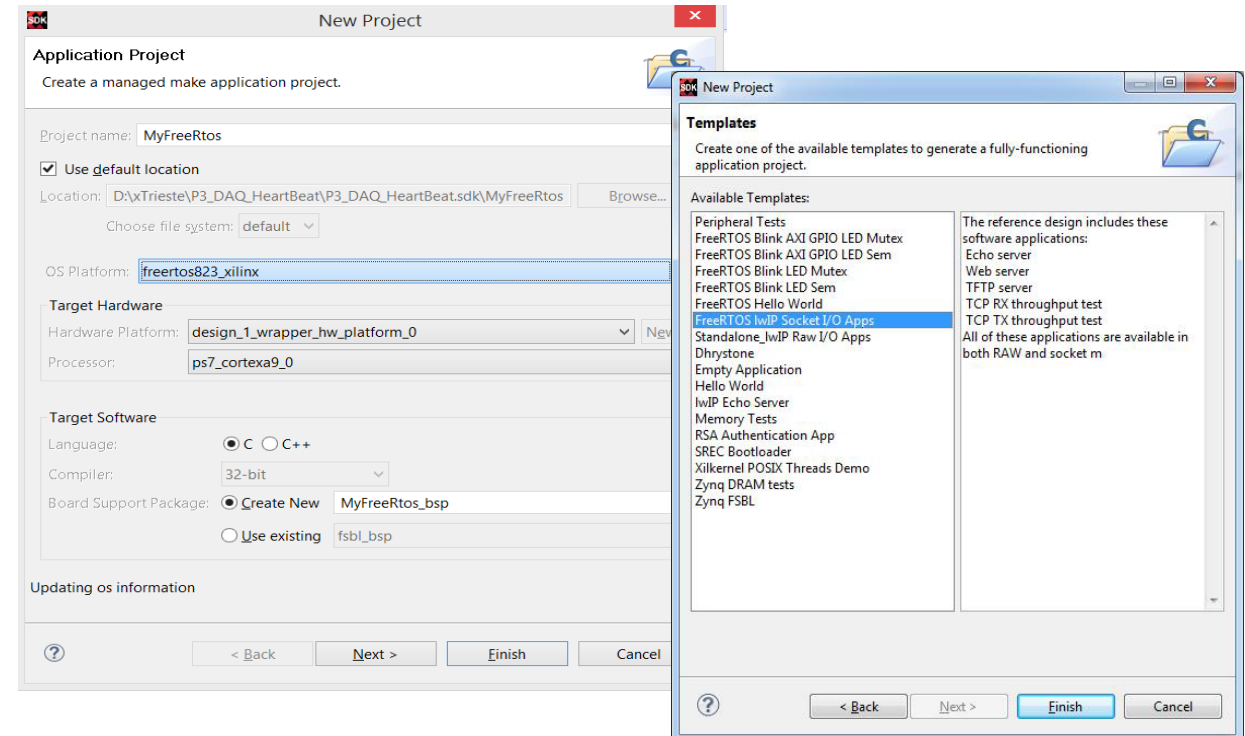 SDK New Project
Application Project
Create a managed make application project.
Project name: MyFreeRtos
Use default location
Location: D:\xTrieste\P3_DAQ_HeartBeat\P3_DAQ_HeartBeat.sdk\MyFreeRtos Browse...
Choose file system: default
OS Platform: freertos823_xilinx
Target Hardware
Hardware Platform: design_1_wrapper_hw_platform_0
Processor: ps7_cortexa9_0
Target Software
Language: C C++
Compiler: 32-bit
Board Support Package: Create New MyFreeRtos_bsp
Use existing fsbl_bsp
Updating os information
? < Back Next > Finish Cancel
SDK New Project
Templates
Create one of the available templates to generate a fully-functioning
application project.
Available Templates:
Peripheral Tests
FreeRTOS Blink AXI GPIO LED Mutex
FreeRTOS Blink AXI GPIO LED Sem
FreeRTOS Blink LED Mutex
FreeRTOS Blink LED Sem
FreeRTOS Hello World
FreeRTOS lwIP Socket I/O Apps
Standalone_lwIP Raw I/O Apps
Dhrystone
Empty Application
Hello World
lwIP Echo Server
Memory Tests
RSA Authentication App
SREC Bootloader
Xilkernel POSIX Threads Demo
Zynq DRAM tests
Zynq FSBL
The reference design includes these
software applications:
Echo server
Web server
TFTP server
TCP RX throughput test
TCP TX throughput test
All of these applications are available in
both RAW and socket m
? < Back Next > Finish Cancel